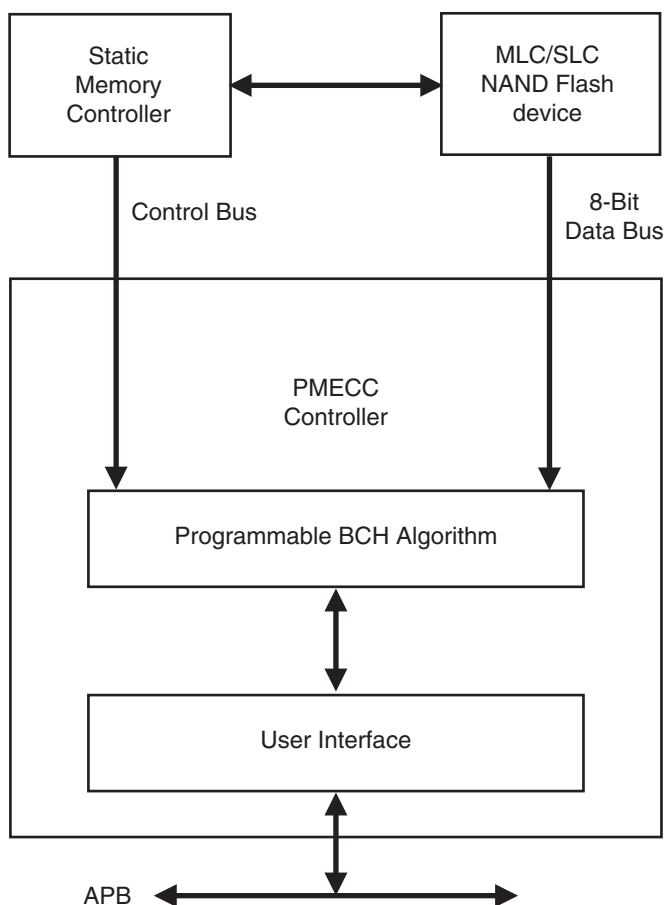 Static
Memory
Controller
MLC/SLC
NAND Flash
device
Control Bus
8-Bit
Data Bus
PMECC
Controller
Programmable BCH Algorithm
User Interface
APB